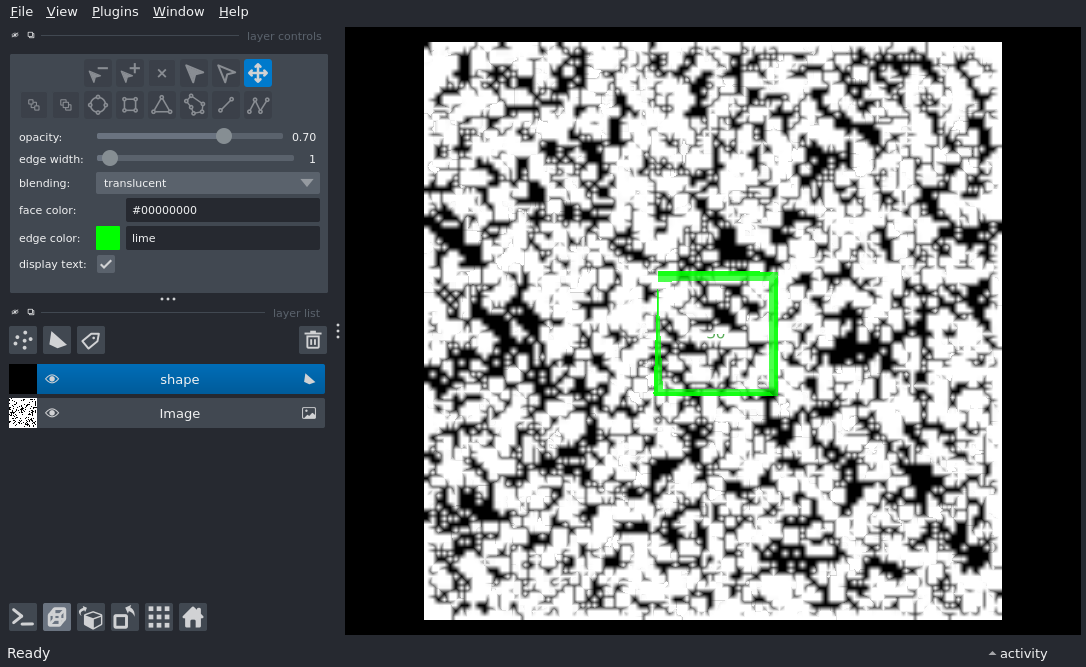 File View Plugins Window Help
layer controls
opacity: 0.70
edge width: 1
blending: translucent
face color: #00000000
edge color: lime
display text:
layer list
shape
Image
Ready
activity